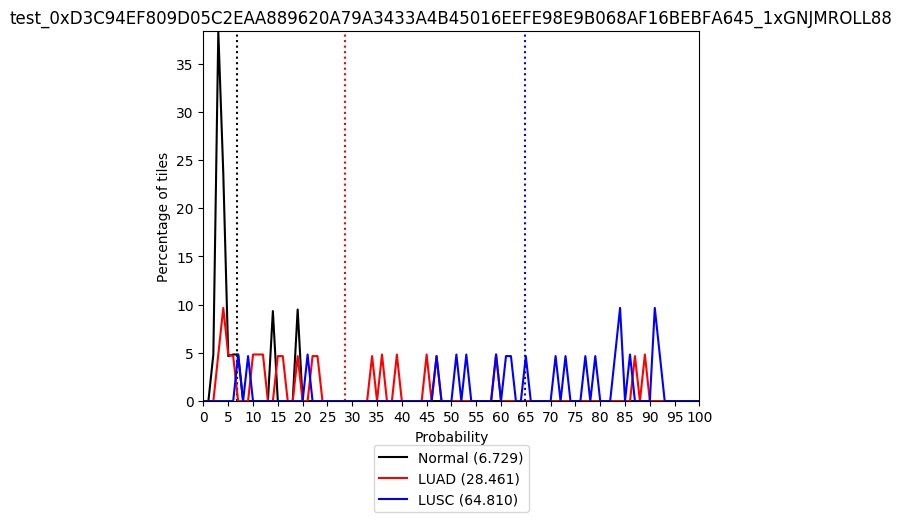 test_0xD3C94EF809D05C2EAA889620A79A3433A4B45016EEFE98E9B068AF16BEBFA645_1xGNJMROLL88
35
30
25
20
15
10
5
0
Percentage of tiles
0 5 10 15 20 25 30 35 40 45 50 55 60 65 70 75 80 85 90 95 100
Probability
Normal (6.729)
LUAD (28.461)
LUSC (64.810)